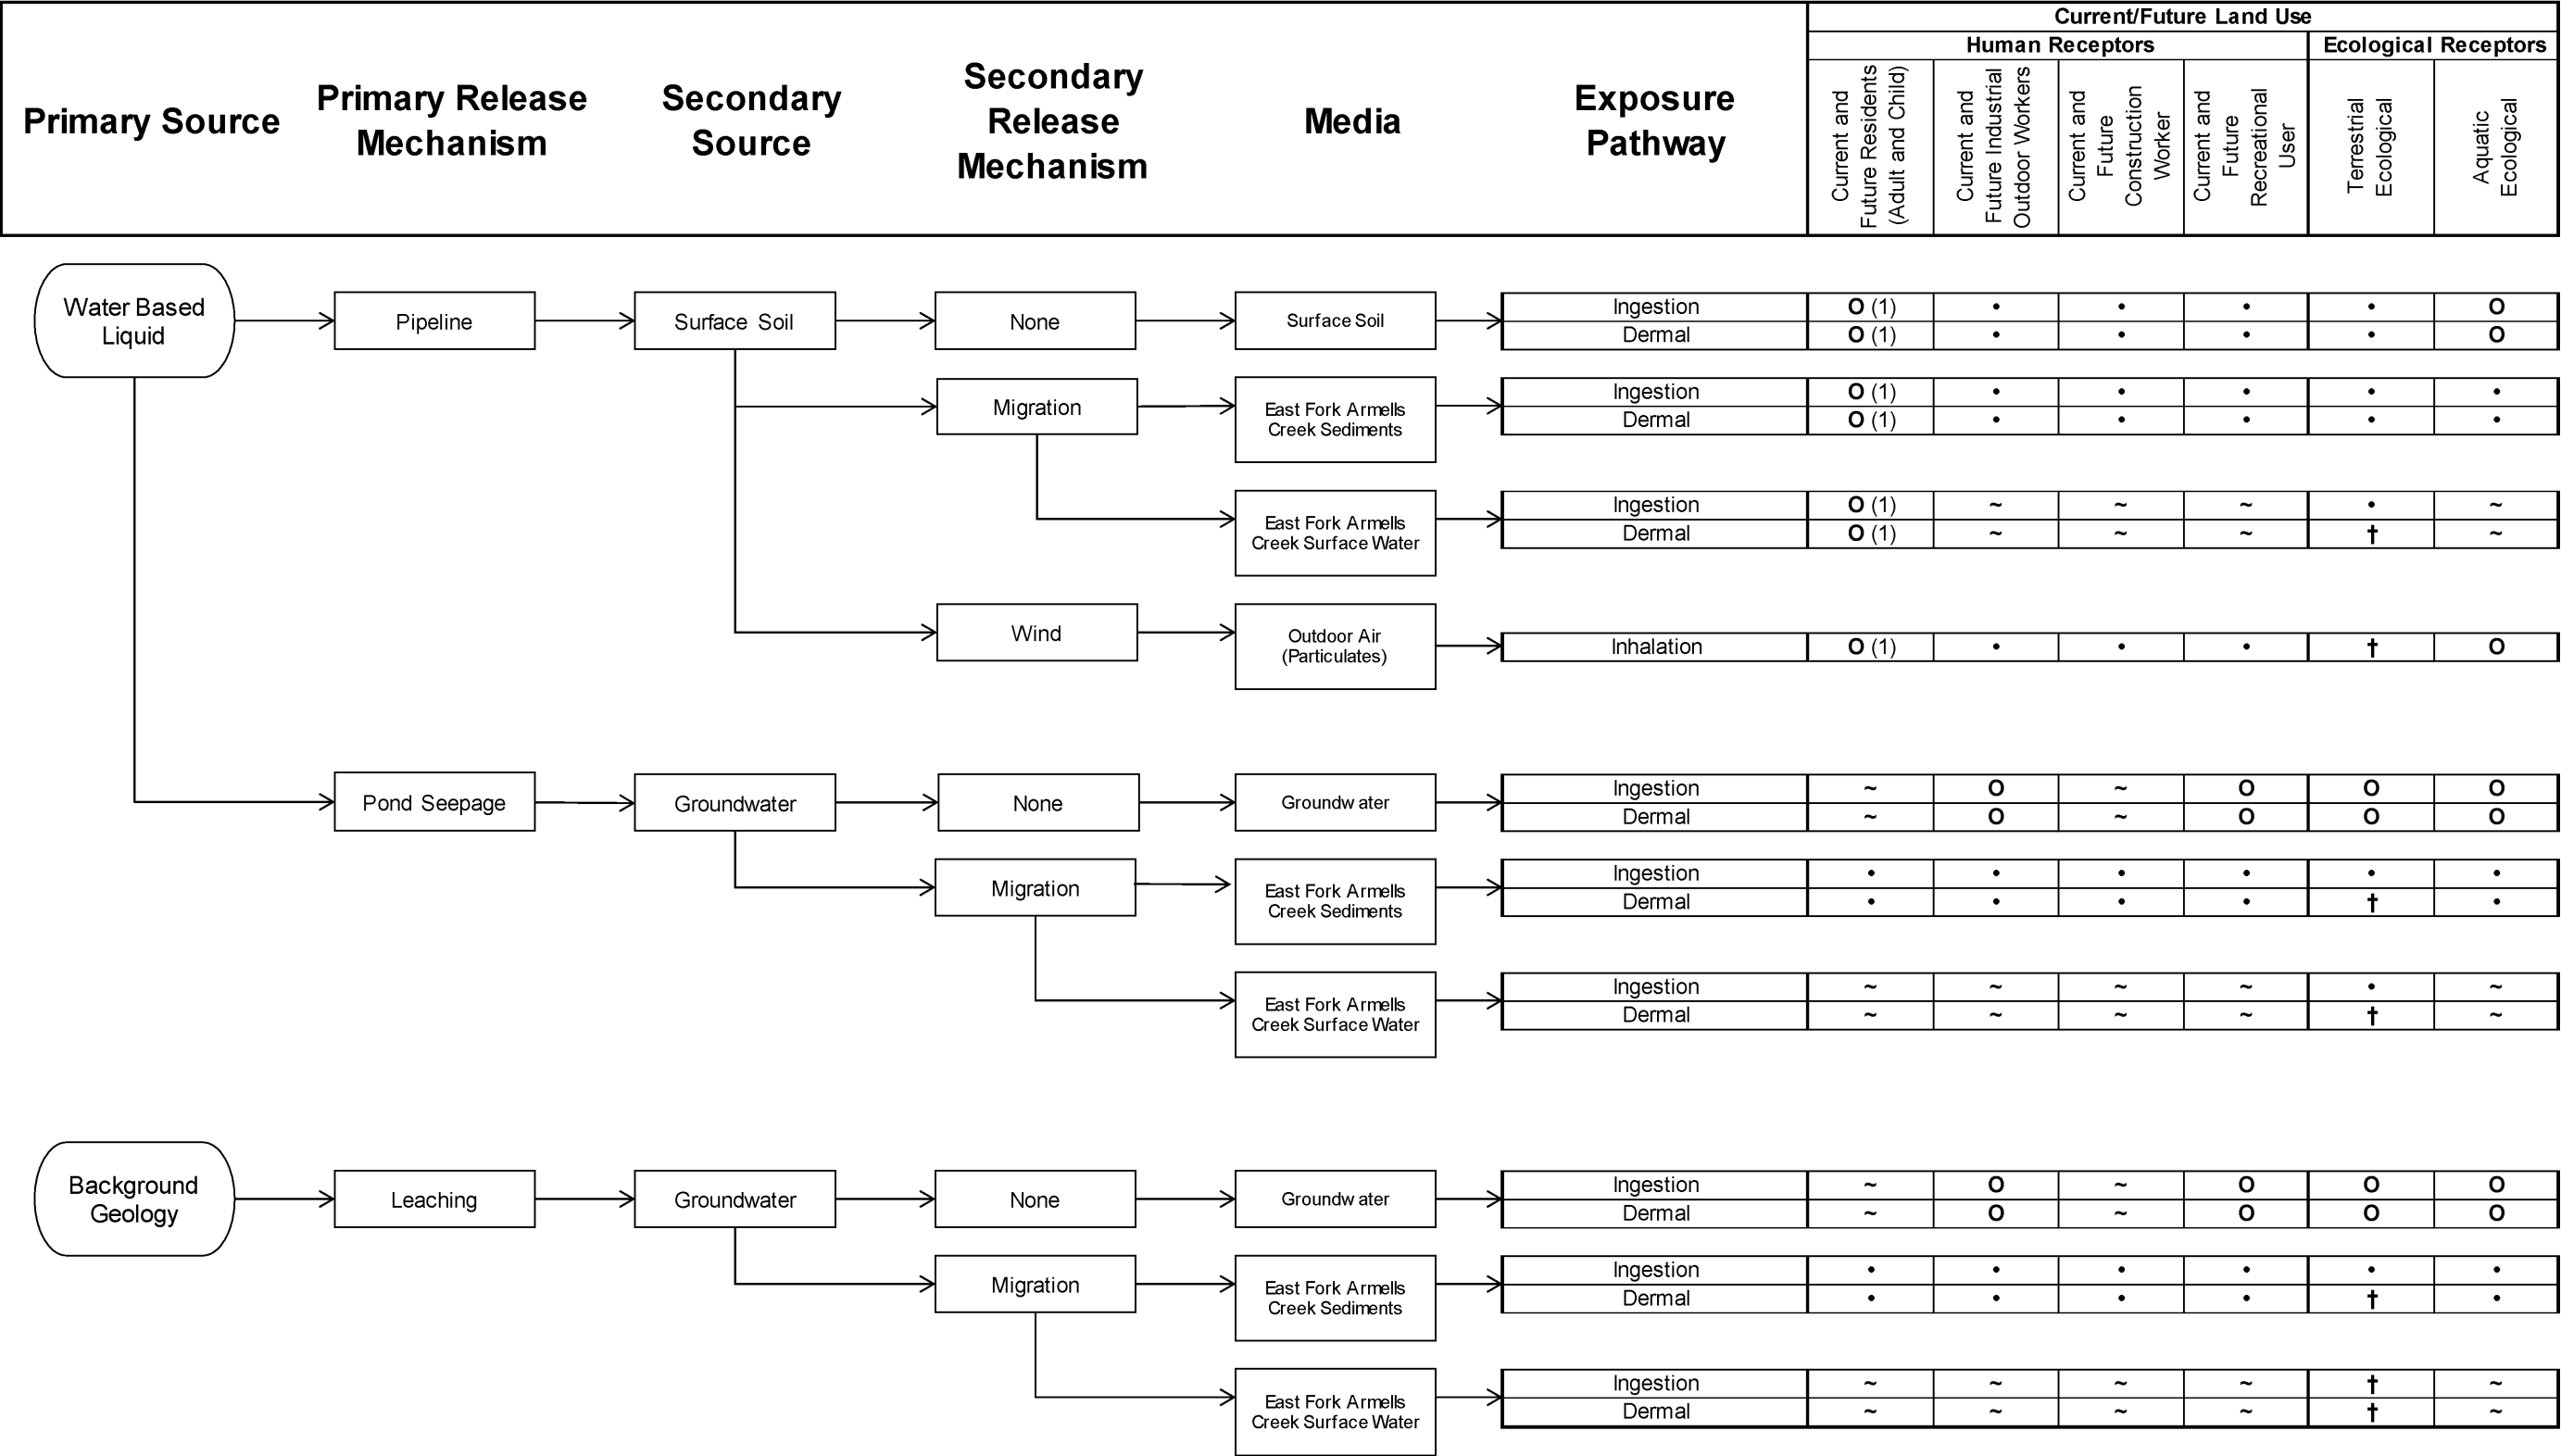 Current/Future Land Use
Human Receptors
Ecological Receptors
Primary Source
Primary Release
Mechanism
Secondary
Source
Secondary
Release
Mechanism
Media
Exposure
Pathway
Current and
Future Residents
(Adult and Child)
Current and
Future Industrial
Outdoor Workers
Current and
Future
Construction
Worker
Current and
Future
Recreational
User
Terrestrial
Ecological
Aquatic
Ecological
Water Based
Liquid
Pipeline
Surface Soil
None
Surface Soil
Ingestion O (1) • • • • O
Dermal O (1) • • • • O
Migration
East Fork Armells
Creek Sediments
Ingestion O (1) • • • • •
Dermal O (1) • • • • •
East Fork Armells
Creek Surface Water
Ingestion O (1) ~ ~ ~ • ~
Dermal O (1) ~ ~ ~ † ~
Wind
Outdoor Air
(Particulates)
Inhalation O (1) • • • † O
Pond Seepage
Groundwater
None
Groundwater
Ingestion ~ O ~ O O O
Dermal ~ O ~ O O O
Migration
East Fork Armells
Creek Sediments
Ingestion • • • • • •
Dermal • • • • † •
East Fork Armells
Creek Surface Water
Ingestion ~ ~ ~ ~ • ~
Dermal ~ ~ ~ ~ † ~
Background
Geology
Leaching
Groundwater
None
Groundwater
Ingestion ~ O ~ O O O
Dermal ~ O ~ O O O
Migration
East Fork Armells
Creek Sediments
Ingestion • • • • • •
Dermal • • • • † •
East Fork Armells
Creek Surface Water
Ingestion ~ ~ ~ ~ † ~
Dermal ~ ~ ~ ~ † ~